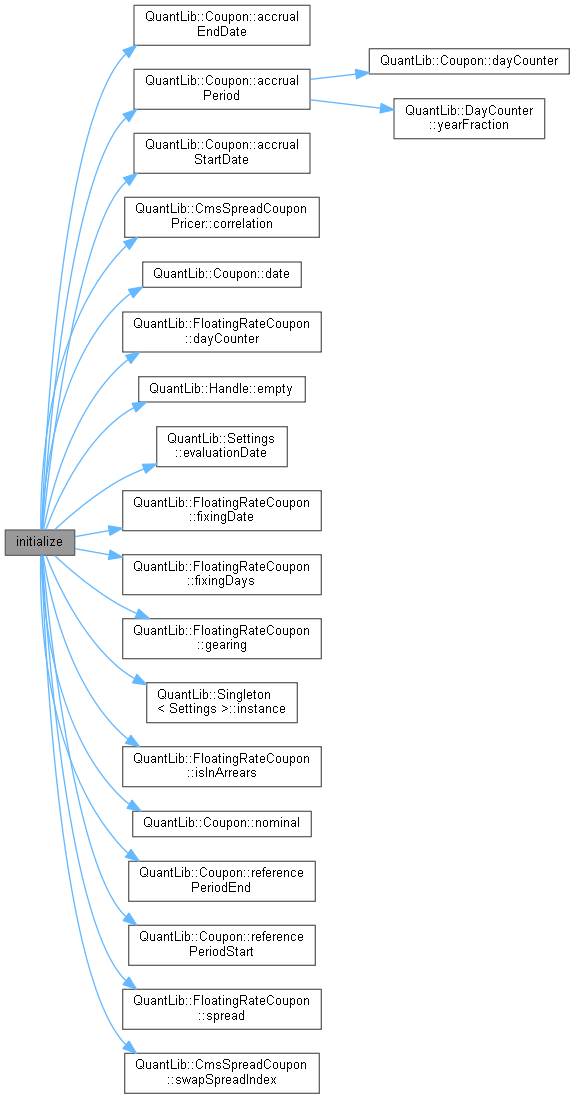 QuantLib::Coupon::accrual
EndDate
QuantLib::Coupon::accrual
Period
QuantLib::Coupon::dayCounter
QuantLib::DayCounter
::yearFraction
QuantLib::Coupon::accrual
StartDate
QuantLib::CmsSpreadCoupon
Pricer::correlation
QuantLib::Coupon::date
QuantLib::FloatingRateCoupon
::dayCounter
QuantLib::Handle::empty
QuantLib::Settings
::evaluationDate
QuantLib::FloatingRateCoupon
::fixingDate
initialize
QuantLib::FloatingRateCoupon
::fixingDays
QuantLib::FloatingRateCoupon
::gearing
QuantLib::Singleton
< Settings >::instance
QuantLib::FloatingRateCoupon
::isInArrears
QuantLib::Coupon::nominal
QuantLib::Coupon::reference
PeriodEnd
QuantLib::Coupon::reference
PeriodStart
QuantLib::FloatingRateCoupon
::spread
QuantLib::CmsSpreadCoupon
::swapSpreadIndex